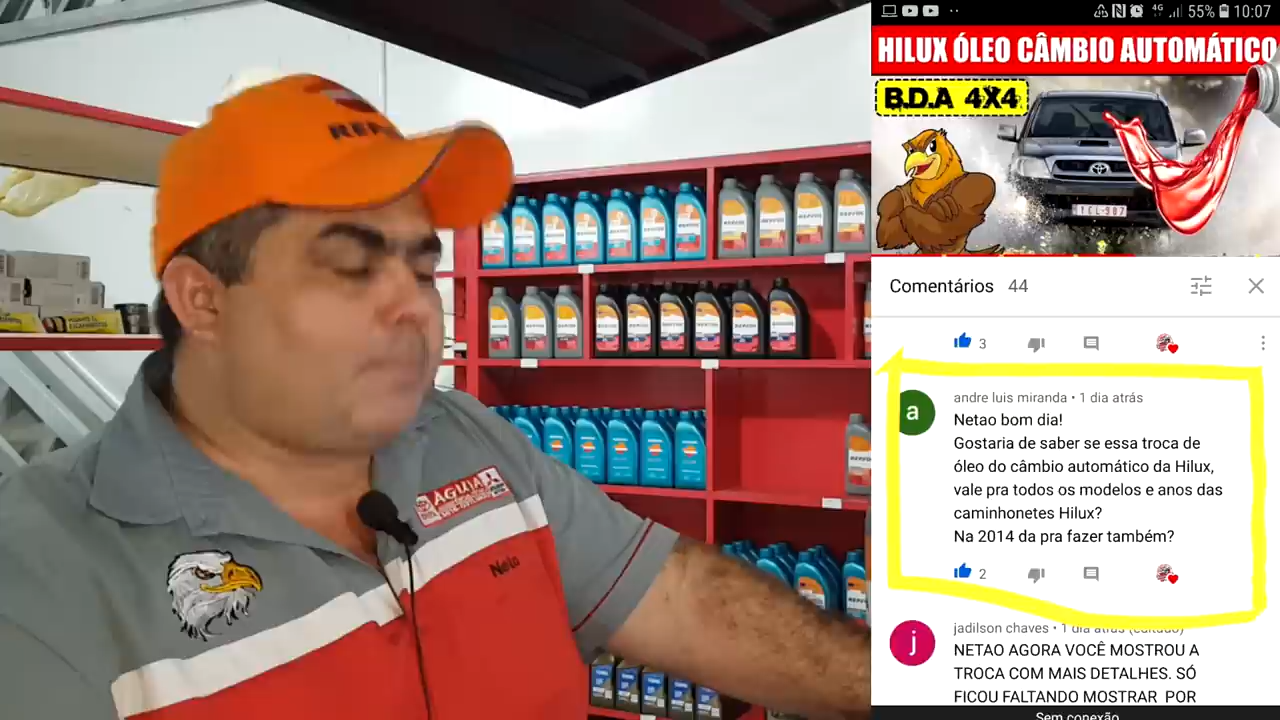 4G 55% 10:07
HILUX ÓLEO CÂMBIO AUTOMÁTICO
B.D.A 4X4
Comentários 44
3
andre luis miranda • 1 dia atrás
a
Netao bom dia!
Gostaria de saber se essa troca de
óleo do câmbio automático da Hilux,
vale pra todos os modelos e anos das
caminhonetes Hilux?
Na 2014 da pra fazer também?
2
jadilson chaves • 1 dia atrás (editado)
j
NETAO AGORA VOCÊ MOSTROU A
TROCA COM MAIS DETALHES. SÓ
FICOU FALTANDO MOSTRAR POR
Sem conexão
AGUIA
Neto